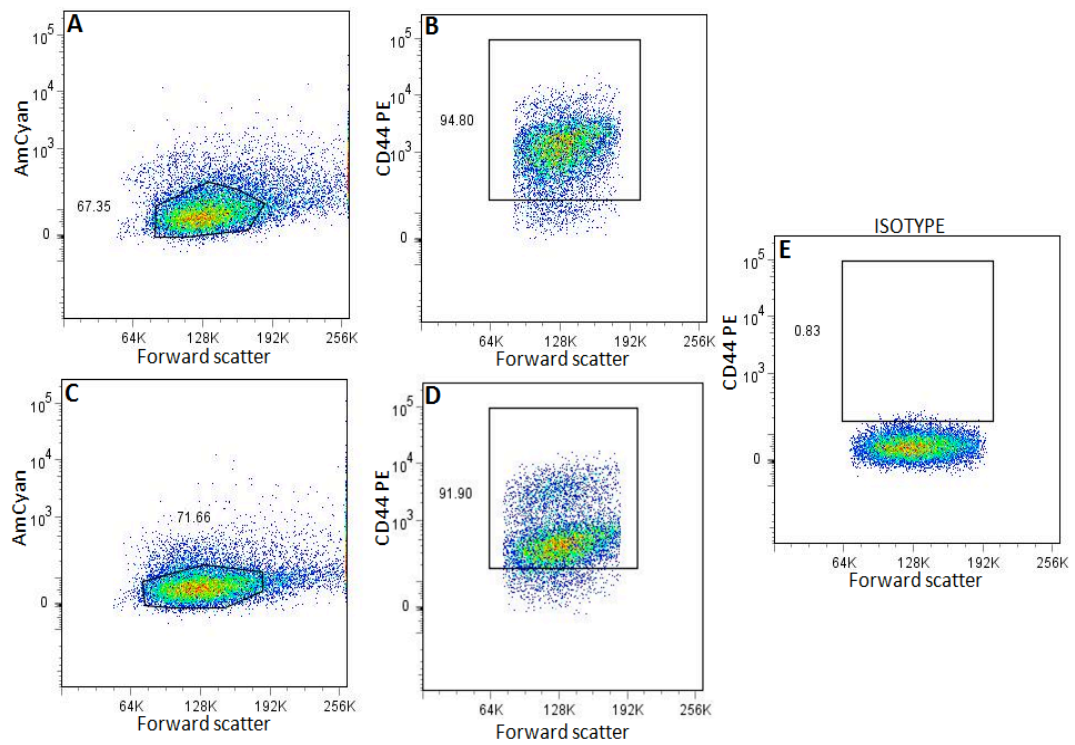 A
AmCyan
10^5
10^4
10^3
0
67.35
64K 128K 192K 256K
Forward scatter
B
CD44 PE
10^5
10^4
10^3
0
94.80
64K 128K 192K 256K
Forward scatter
C
AmCyan
10^5
10^4
10^3
0
71.66
64K 128K 192K 256K
Forward scatter
D
CD44 PE
10^5
10^4
10^3
0
91.90
64K 128K 192K 256K
Forward scatter
ISOTYPE
E
CD44 PE
10^5
10^4
10^3
0
0.83
64K 128K 192K 256K
Forward scatter